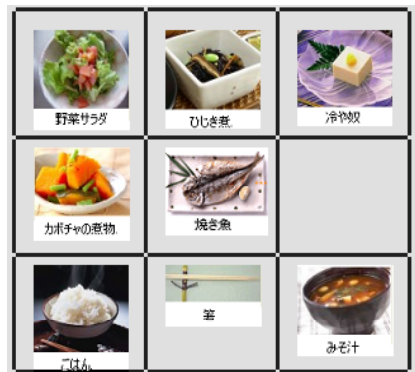 野菜サラダ
ひじき煮
冷や奴
カボチャの煮物
焼き魚
ごはん
箸
みそ汁